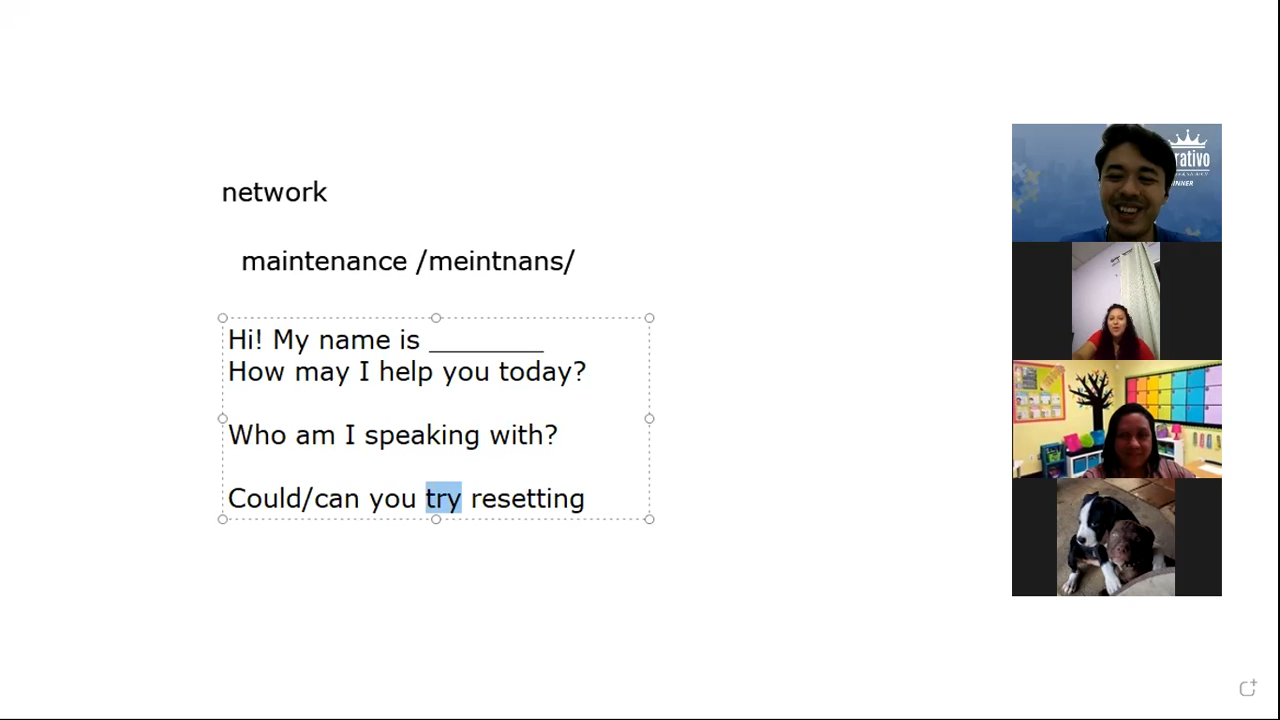 network
maintenance /meintnans/
Hi! My name is ________
How may I help you today?
Who am I speaking with?
Could/can you try resetting
rativo
INNER